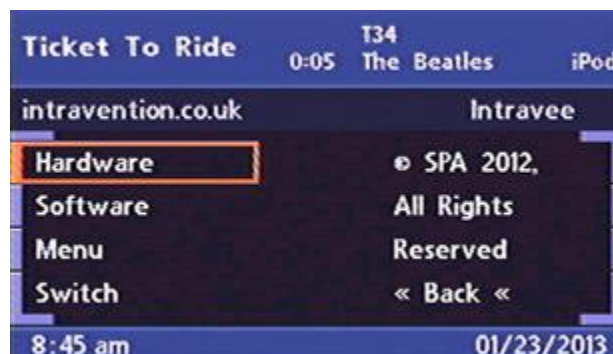 Ticket To Ride
0:05
T34
The Beatles
iPod
intravention.co.uk
Intravee
Hardware
© SPA 2012,
Software
All Rights
Menu
Reserved
Switch
« Back «
8:45 am
01/23/2013